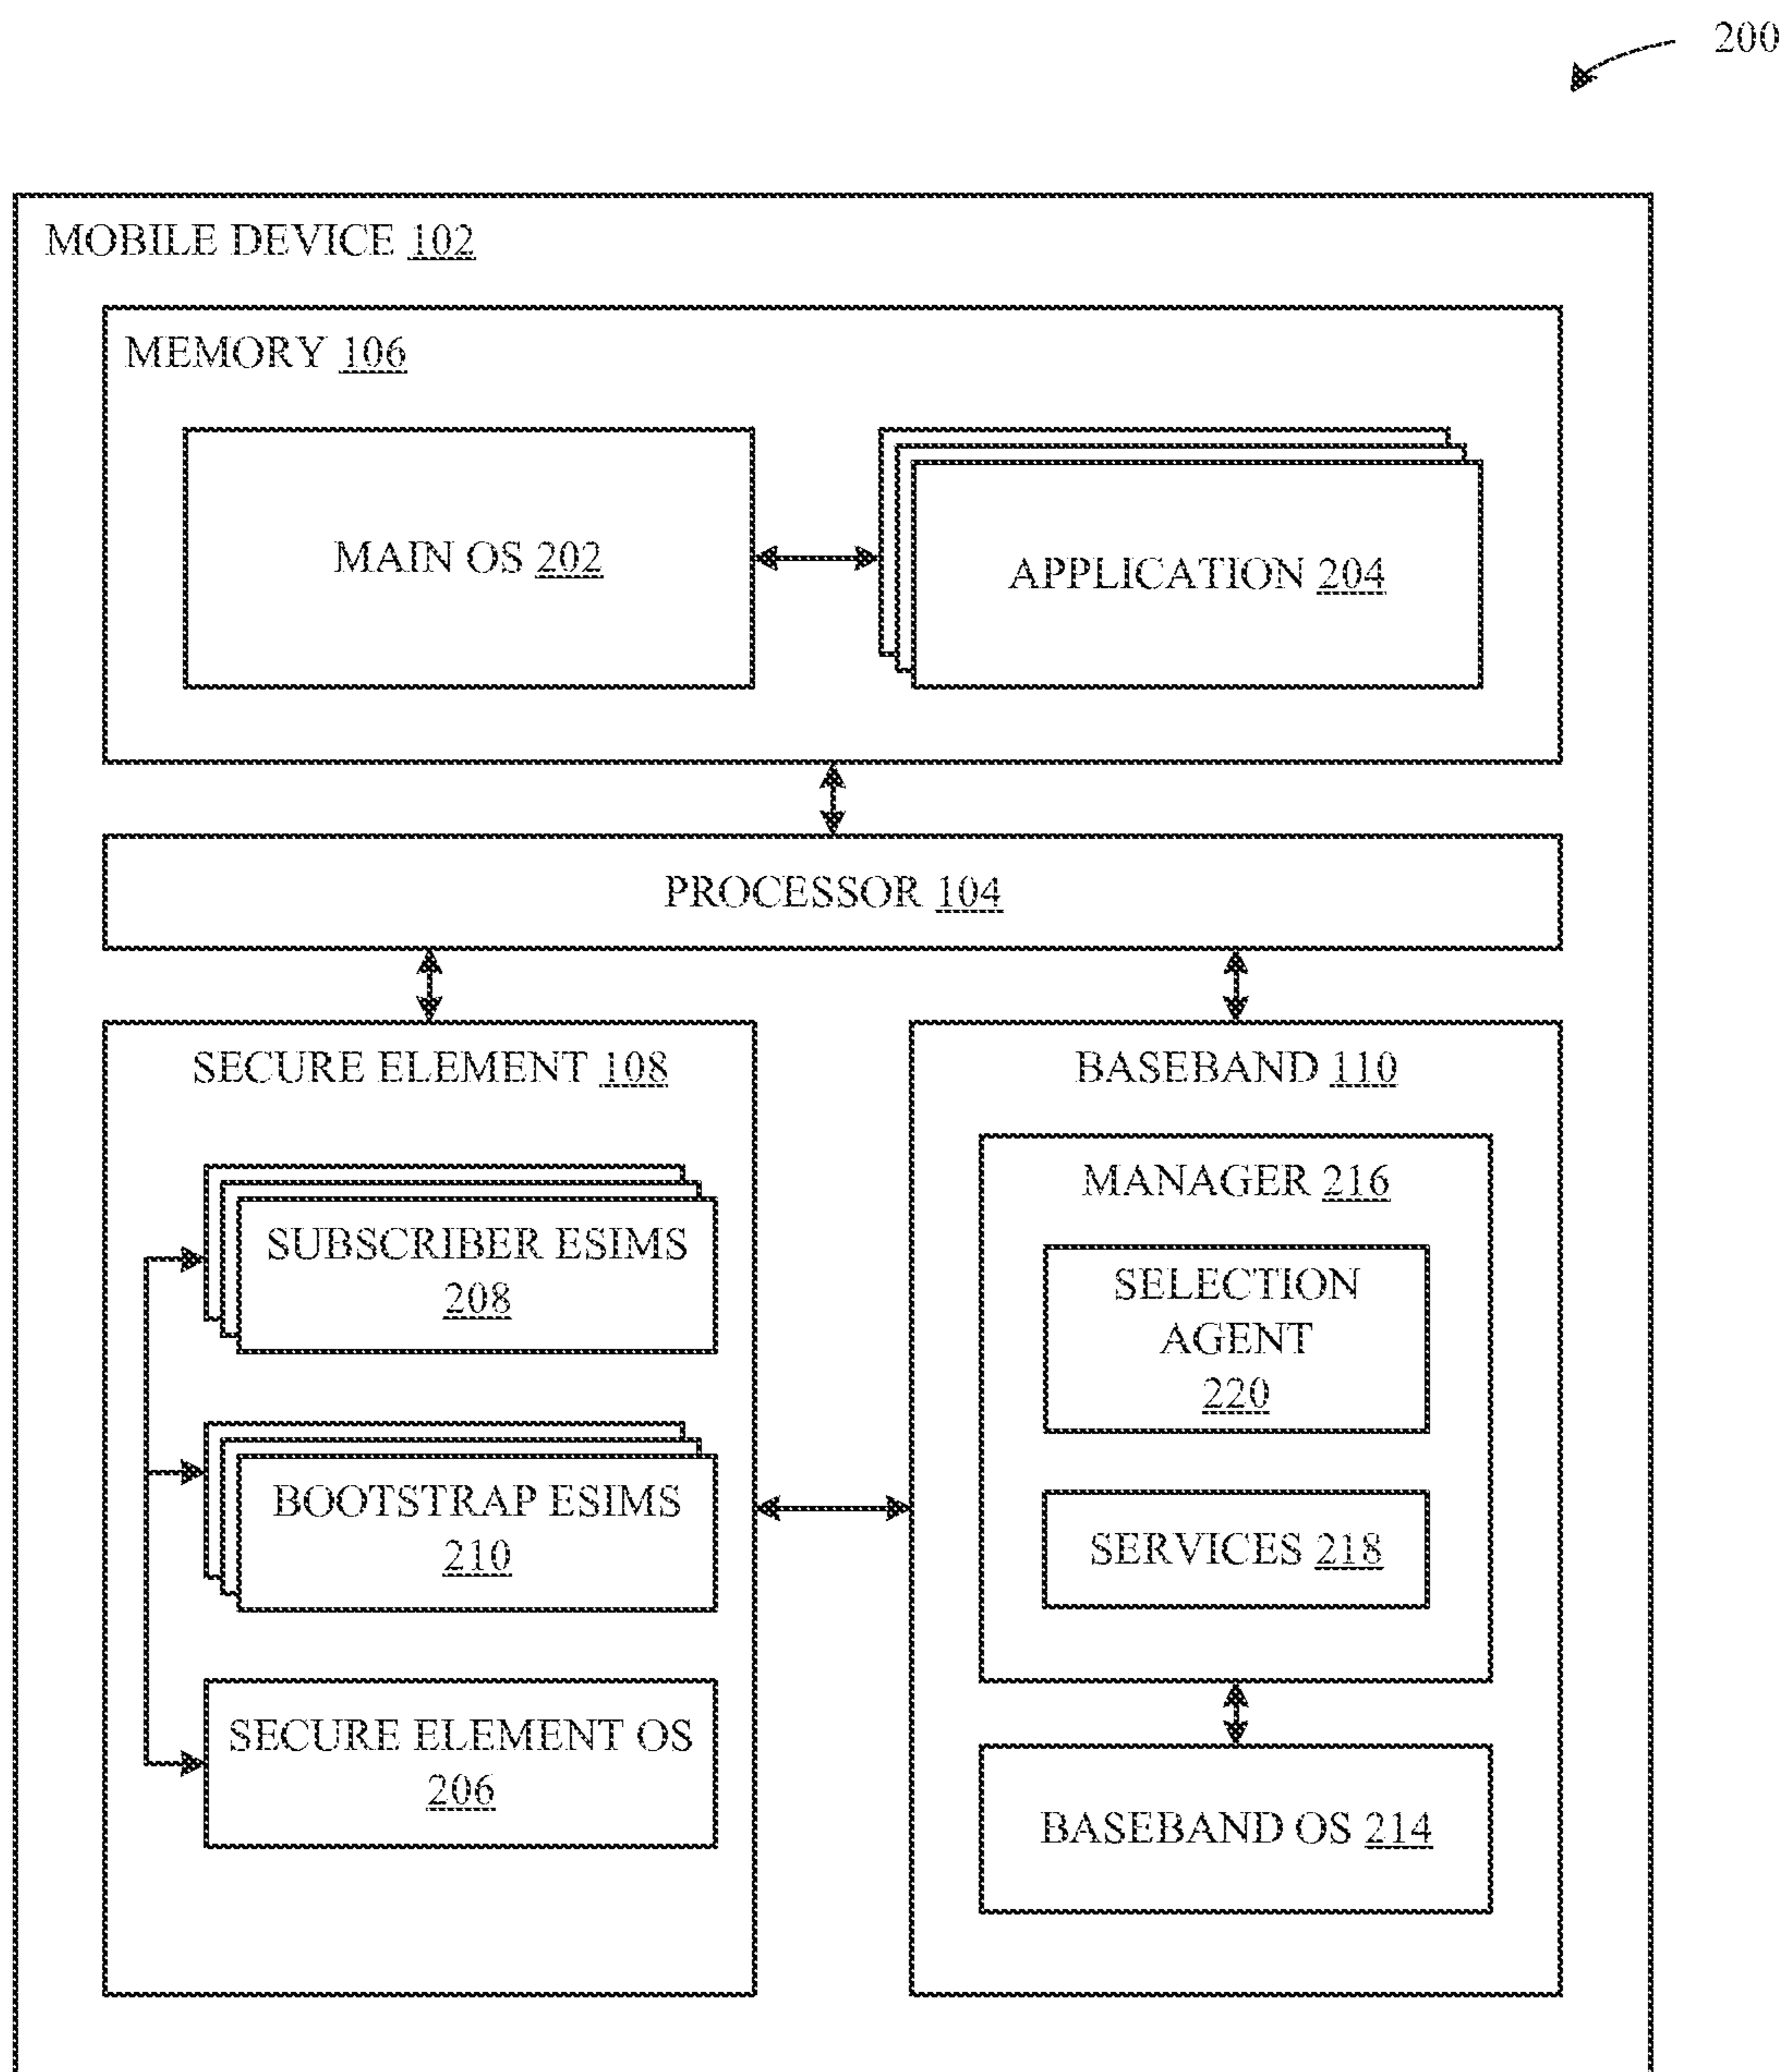 200
MOBILE DEVICE 102
MEMORY 106
MAIN OS 202
APPLICATION 204
PROCESSOR 104
SECURE ELEMENT 108
SUBSCRIBER ESIMS
208
BOOTSTRAP ESIMS
210
SECURE ELEMENT OS
206
BASEBAND 110
MANAGER 216
SELECTION
AGENT
220
SERVICES 218
BASEBAND OS 214